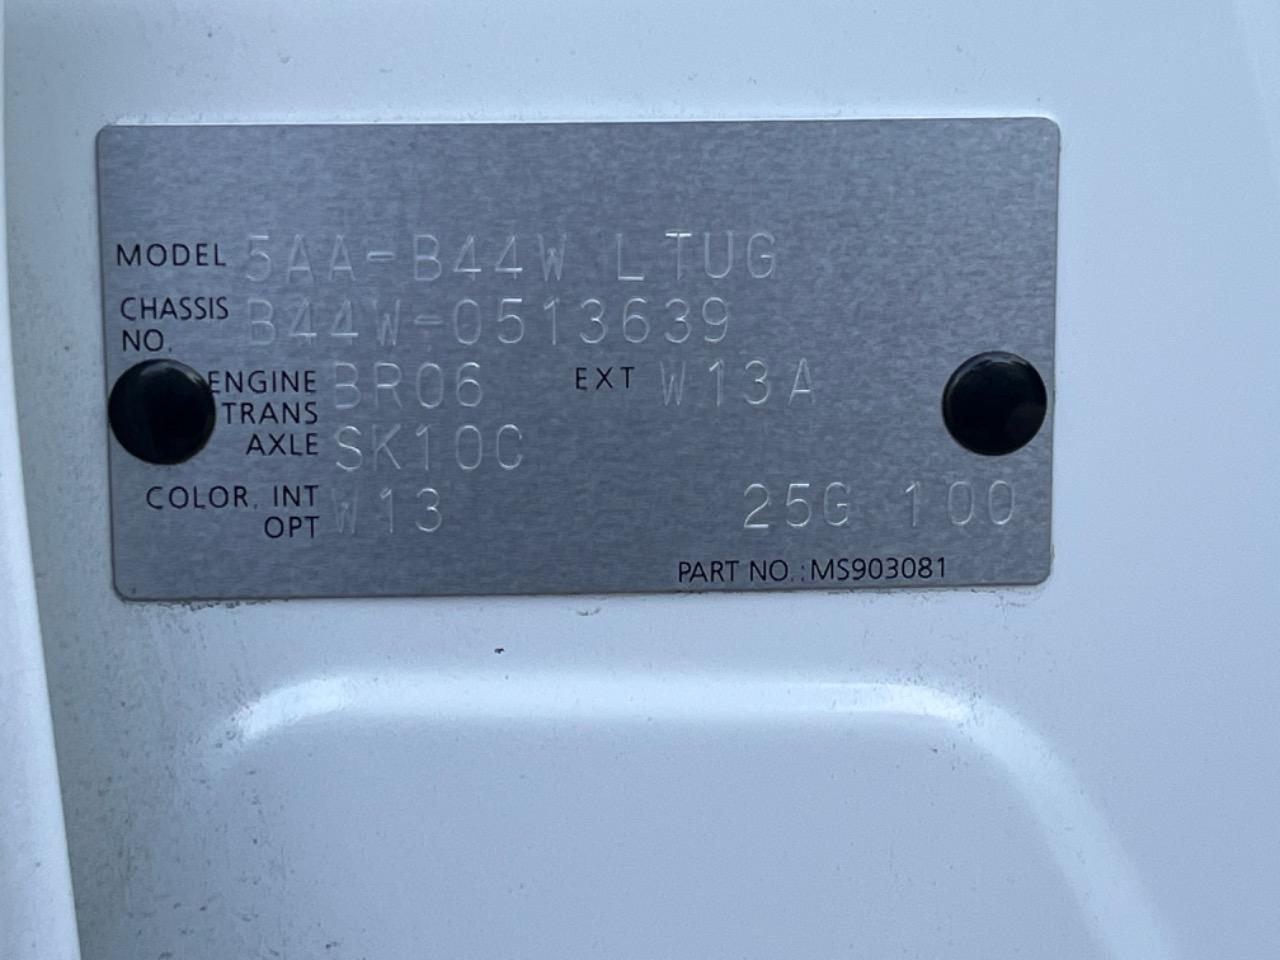 MODEL 5AA-B44W LTUG
CHASSIS NO. B44W-0513639
ENGINE BR06 EXT W13A
TRANS AXLE SK10C
COLOR, INT OPT W13 25G 100
PART NO.:MS903081